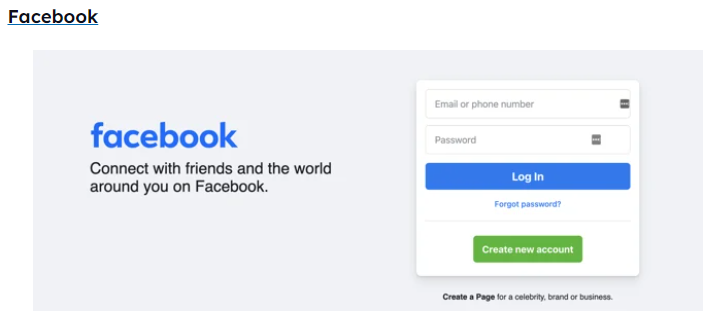 Facebook
facebook
Connect with friends and the world
around you on Facebook.
Email or phone number
Password
Log In
Forgot password?
Create new account
Create a Page for a celebrity, brand or business.